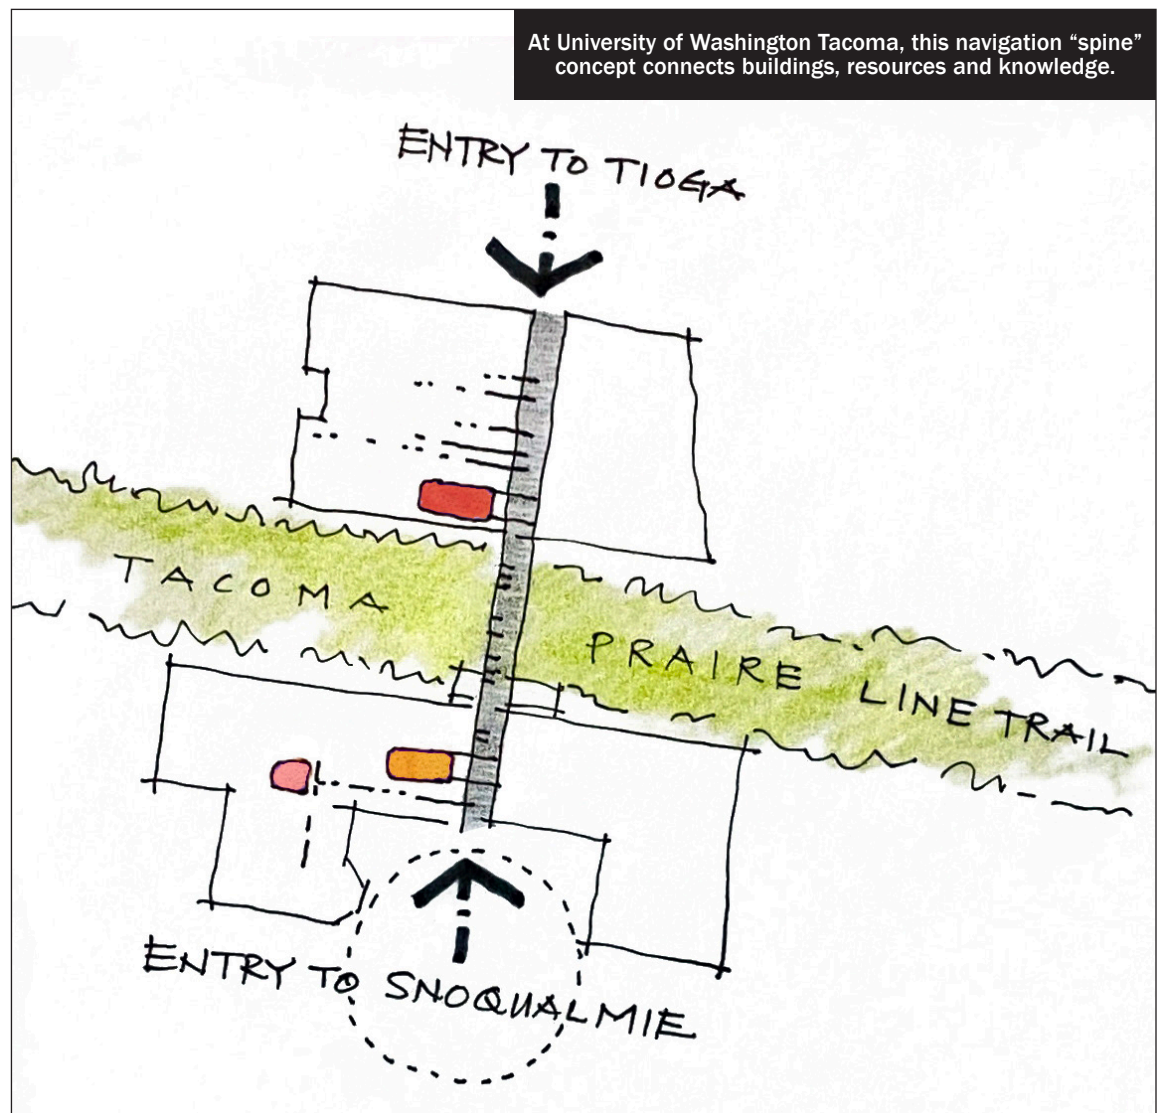 At University of Washington Tacoma, this navigation “spine”
concept connects buildings, resources and knowledge.
ENTRY TO TIOGA
TACOMA
PRAIRE LINE TRAIL
ENTRY TO SNOQUALMIE